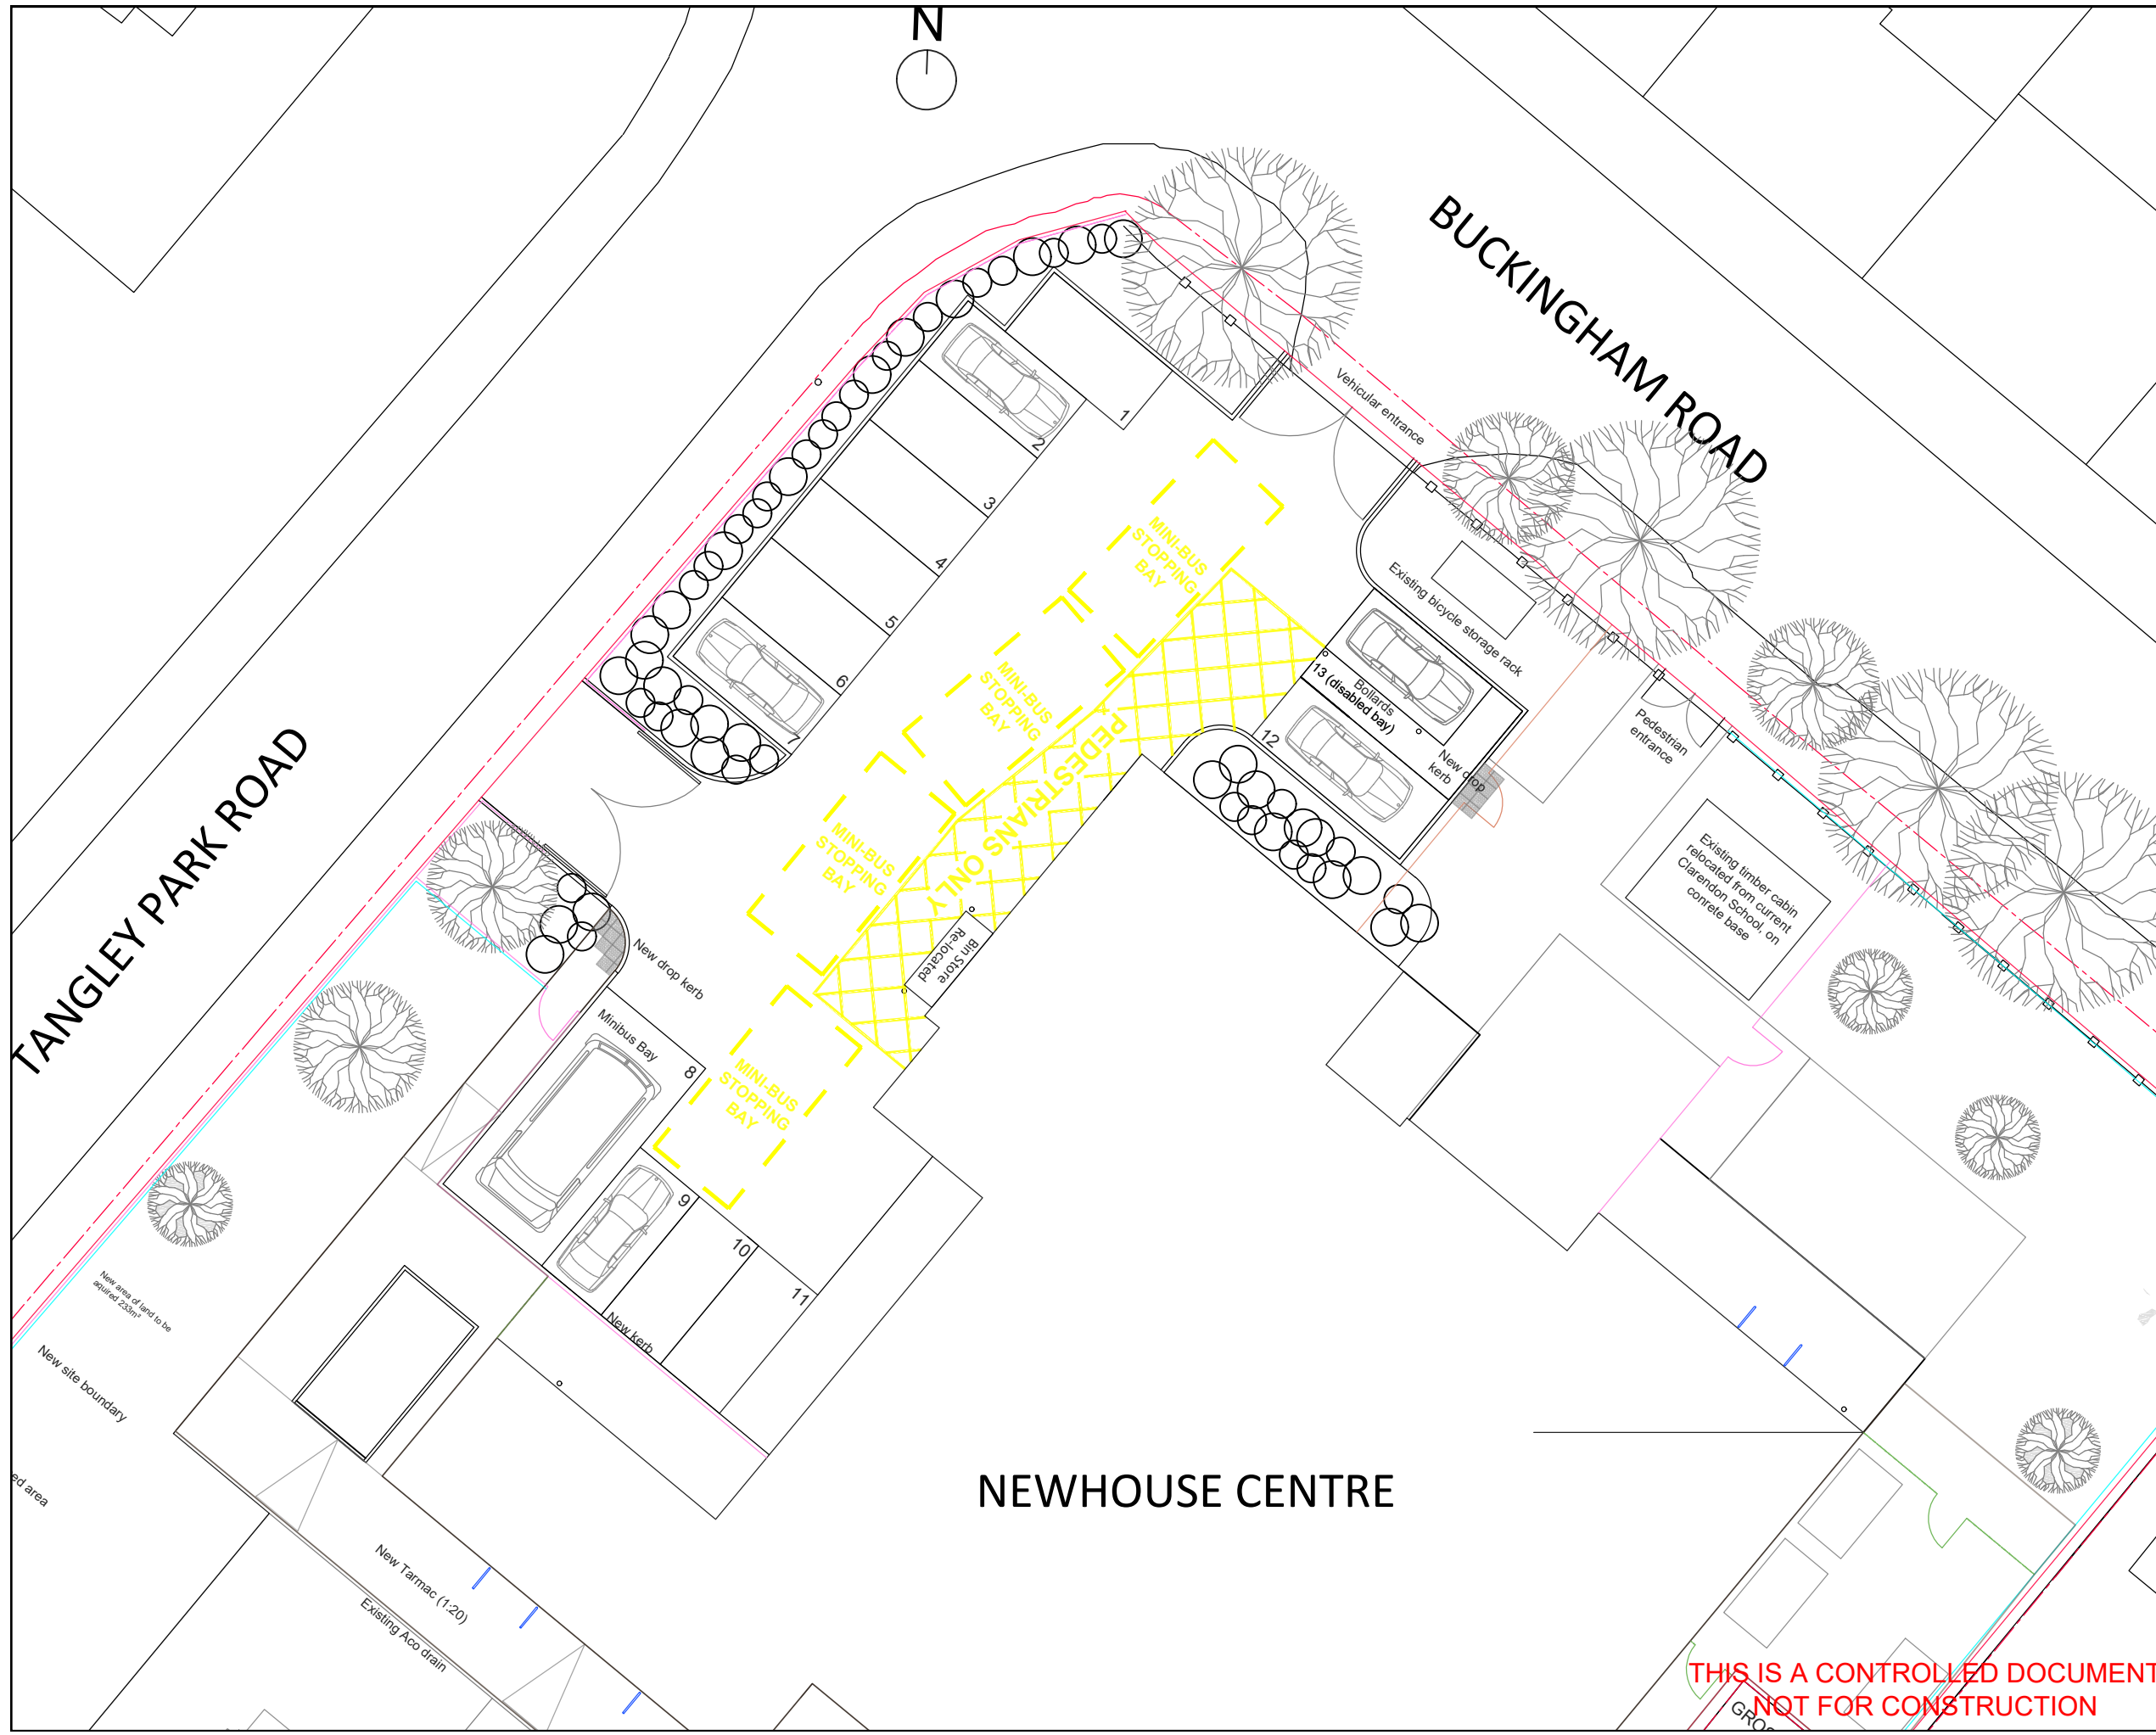 N
BUCKINGHAM ROAD
TANGLEY PARK ROAD
Vehicular entrance
1
2
3
4
5
6
7
MINI-BUS
STOPPING
BAY
MINI-BUS
STOPPING
BAY
MINI-BUS
STOPPING
BAY
MINI-BUS
STOPPING
BAY
PEDESTRIANS ONLY
Existing bicycle storage rack
Bollards
13 (disabled bay)
12
New drop
kerb
Pedestrian
entrance
Existing timber cabin
relocated from current
Clarendon School, on
conrete base
Bin Store
Re-located
New drop kerb
Minibus Bay
8
9
10
11
New kerb
New area of land to be
aquired 233m²
New site boundary
ed area
New Tarmac (1:20)
Existing Aco drain
NEWHOUSE CENTRE
THIS IS A CONTROLLED DOCUMENT
NOT FOR CONSTRUCTION